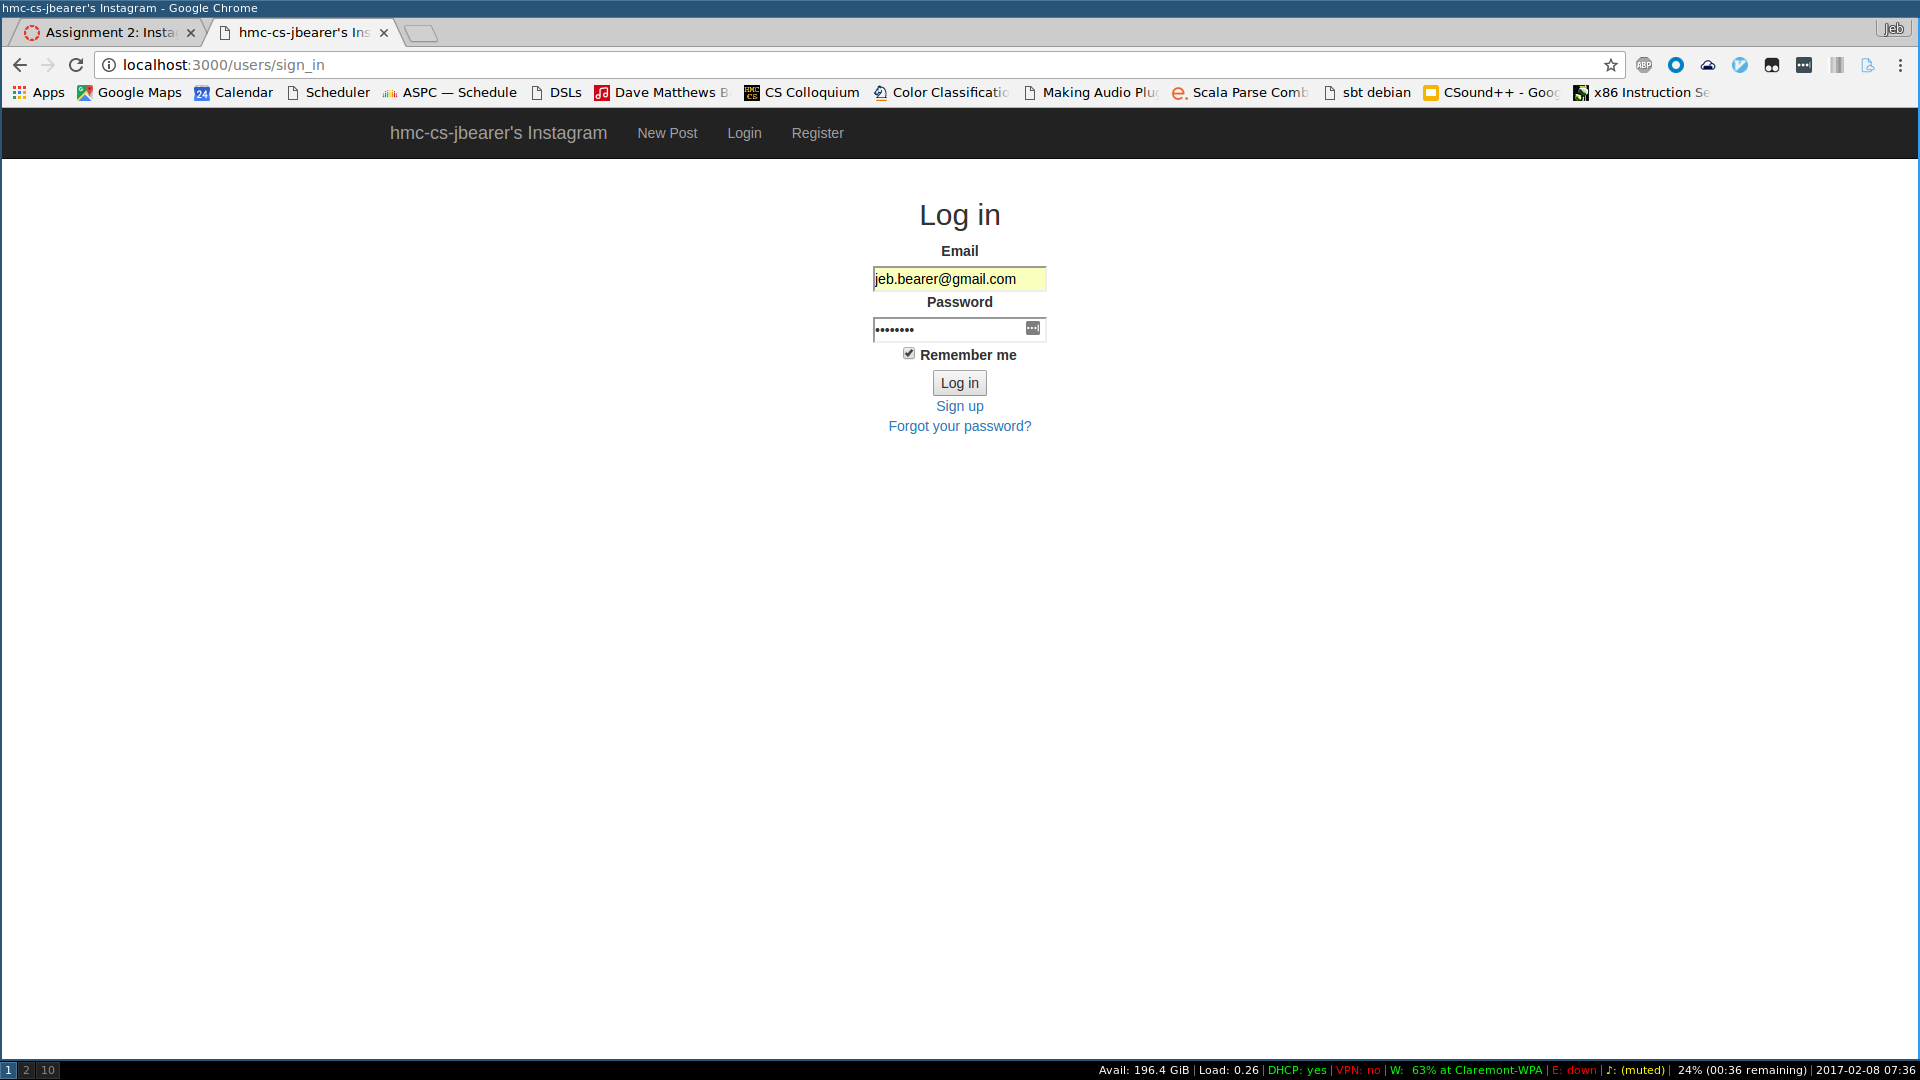 hmc-cs-jbearer's Instagram - Google Chrome
Assignment 2: Insta
hmc-cs-jbearer's Ins
Jeb
localhost:3000/users/sign_in
ABP
Apps
Google Maps
24 Calendar
Scheduler
ASPC — Schedule
DSLs
Dave Matthews B
HMC CS CS Colloquium
Color Classificatio
Making Audio Plu
e. Scala Parse Comb
sbt debian
CSound++ - Goog
x86 Instruction Se
hmc-cs-jbearer's Instagram
New Post
Login
Register
Log in
Email
jeb.bearer@gmail.com
Password
••••••••
Remember me
Log in
Sign up
Forgot your password?
1 2 10
Avail: 196.4 GiB | Load: 0.26 | DHCP: yes | VPN: no | W: 63% at Claremont-WPA | E: down | ♪: (muted) | 24% (00:36 remaining) | 2017-02-08 07:36